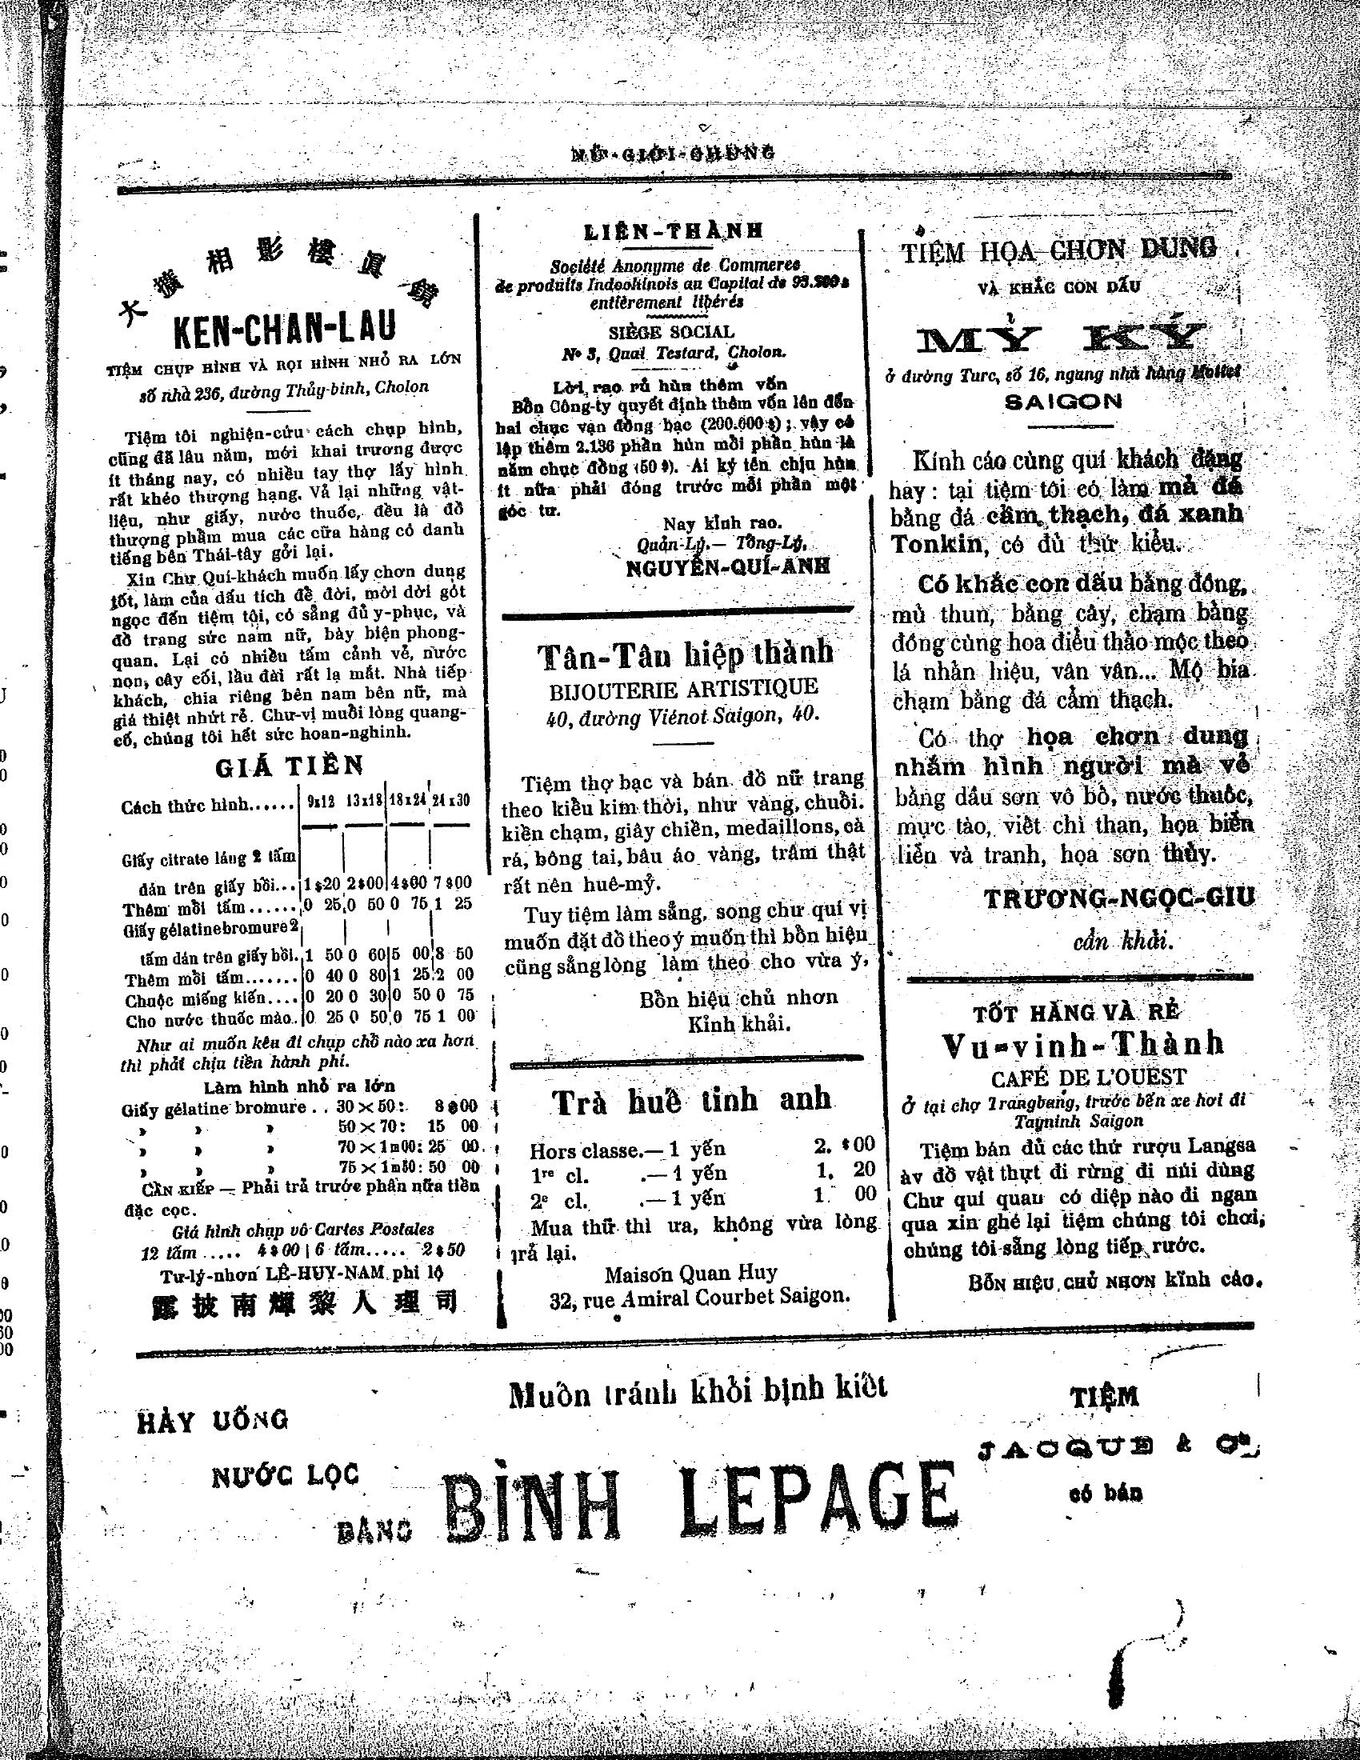 NỮ-GIỚI-CHUNG
大擴相影樓眞鏡
KEN-CHAN-LAU
TIỆM CHỤP HÌNH VÀ RỌI HÌNH NHỎ RA LỚN
số nhà 236, đường Thủy-binh, Cholon
Tiệm tôi nghiện-cứu cách chụp hình,
cũng đã lâu năm, mới khai trương được
ít tháng nay, có nhiều tay thợ lấy hình
rất khéo thượng hạng. Vả lại những vật-
liệu, như giấy, nước thuốc, đều là đồ
thượng phẩm mua các cữa hàng có danh
tiếng bên Thái-tây gởi lại.
Xin Chư Quí-khách muốn lấy chơn dung
tốt, làm của dấu tích để đời, mời dời gót
ngọc đến tiệm tôi, có sẳng đủ y-phục, và
đồ trang sức nam nữ, bày biện phong-
quan. Lại có nhiều tấm cảnh vẻ, nước
non, cây cối, lầu đài rất lạ mắt. Nhà tiếp
khách, chia riêng bên nam bên nữ, mà
giá thiệt nhứt rẻ. Chư-vị muối lòng quang-
cố, chúng tôi hết sức hoan-nghinh.
GIÁ TIỀN
Cách thức hình...... 9x12 13x18 18x24 24x30
Giấy citrate láng 2 tấm
dán trên giấy bồi... 1$20 2$00 4$00 7$00
Thêm mỗi tấm...... 0 25 0 50 0 75 1 25
Giấy gélatine bromure 2
tấm dán trên giấy bồi. 1 50 0 60 5 00 8 50
Thêm mỗi tấm....... 0 40 0 80 1 25 2 00
Chuộc miếng kiến.... 0 20 0 30 0 50 0 75
Cho nước thuốc màu.. 0 25 0 50 0 75 1 00
Như ai muốn kêu đi chụp chỗ nào xa hơn
thì phải chịu tiền hành phí.
Làm hình nhỏ ra lớn
Giấy gélatine bromure . . 30 × 50: 8$00
» » » 50 × 70: 15 00
» » » 70 × 1m00: 25 00
» » » 75 × 1m50: 50 00
CẦN KIẾP — Phải trả trước phân nữa tiền
đặc cọc.
Giá hình chụp vô Cartes Postales
12 tấm ..... 4$00 | 6 tấm..... 2$50
Tư-lý-nhơn LÊ-HUY-NAM phi lộ
露披南輝黎人理司
LIÊN-THÀNH
Société Anonyme de Commerce
de produits Indochinois au Capital de 93.200$
entièrement libérés
SIÈGE SOCIAL
No 3, Quai Testard, Cholon.
Lời rao rủ hùn thêm vốn
Bổn Công-ty quyết định thêm vốn lên đến
hai chục vạn đồng bạc (200.000$); vậy có
lập thêm 2.136 phần hùn mỗi phần hùn là
năm chục đồng (50$). Ai ký tên chịu hùn
ít nữa phải đóng trước mỗi phần một
góc tư.
Nay kỉnh rao.
Quản-Lý.— Tổng-Lý.
NGUYỄN-QUÍ-ANH
Tân-Tân hiệp thành
BIJOUTERIE ARTISTIQUE
40, đường Viénot Saigon, 40.
Tiệm thợ bạc và bán đồ nữ trang
theo kiểu kim thời, như vàng, chuỗi.
kiền chạm, giây chiền, medaillons, cà
rá, bông tai, bâu áo vàng, trâm thật
rất nên huê-mỷ.
Tuy tiệm làm sẳng, song chư quí vị
muốn đặt đồ theo ý muốn thì bổn hiệu
cũng sẳng lòng làm theo cho vừa ý.
Bổn hiệu chủ nhơn
Kỉnh khải.
Trà huế tinh anh
Hors classe.— 1 yến 2. $00
1re cl. .— 1 yến 1. 20
2e cl. .— 1 yến 1. 00
Mua thữ thì ưa, không vừa lòng
trả lại.
Maison Quan Huy
32, rue Amiral Courbet Saigon.
TIỆM HỌA CHƠN DUNG
VÀ KHẮC CON DẤU
MỶ KÝ
ở đường Turc, số 16, ngang nhà hàng Mottet
SAIGON
Kính cáo cùng quí khách đặng
hay: tại tiệm tôi có làm mả đá
bằng đá cẩm thạch, đá xanh
Tonkin, có đủ thứ kiểu.
Có khắc con dấu bằng đồng,
mủ thun, bằng cây, chạm bằng
đồng cùng hoa điểu thảo mộc theo
lá nhản hiệu, vân vân... Mộ bia
chạm bằng đá cẩm thạch.
Có thợ họa chơn dung
nhắm hình người mà vẻ
bằng dầu sơn vô bố, nước thuốc,
mực tào, viết chì than, họa biển
liển và tranh, họa sơn thủy.
TRƯƠNG-NGỌC-GIU
cẩn khải.
TỐT HÀNG VÀ RẺ
Vu-vinh-Thành
CAFÉ DE L'OUEST
Ở tại chợ Trangbang, trước bến xe hơi đi
Tayninh Saigon
Tiệm bán đủ các thứ rượu Langsa
àv đồ vật thựt đi rừng đi núi dùng
Chư quí quan có diệp nào đi ngan
qua xin ghé lại tiệm chúng tôi chơi,
chúng tôi sẳng lòng tiếp rước.
BỔN HIỆU CHỦ NHƠN kĩnh cáo.
HÀY UỐNG
NƯỚC LỌC
BẰNG
Muốn tránh khỏi bịnh kiết
BÌNH LEPAGE
TIỆM
JACQUE & Cie
có bán